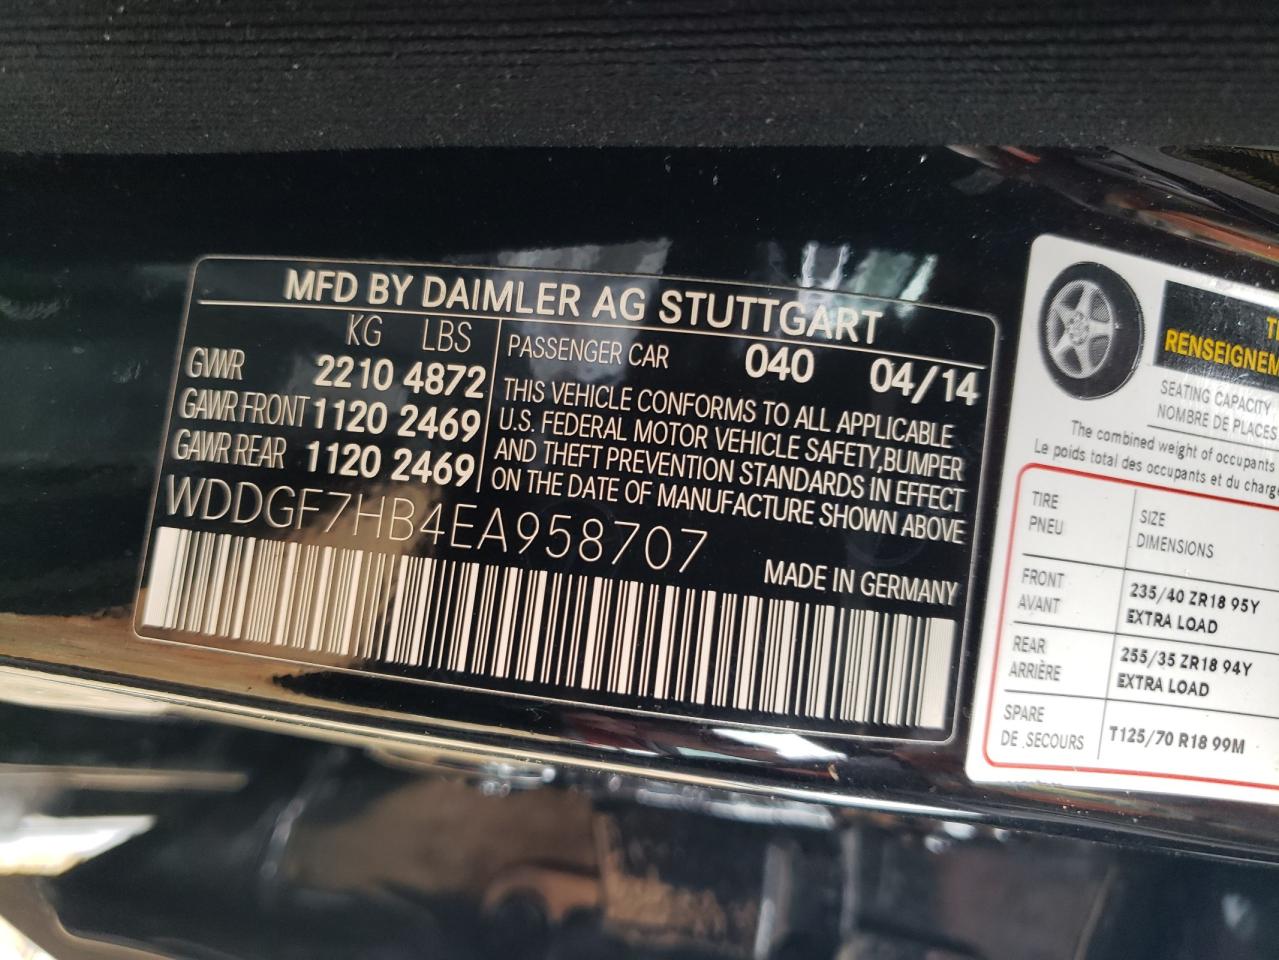 MFD BY DAIMLER AG STUTTGART
KG LBS
GVWR 2210 4872
GAWR FRONT 1120 2469
GAWR REAR 1120 2469
PASSENGER CAR 040 04/14
THIS VEHICLE CONFORMS TO ALL APPLICABLE
U.S. FEDERAL MOTOR VEHICLE SAFETY,BUMPER
AND THEFT PREVENTION STANDARDS IN EFFECT
ON THE DATE OF MANUFACTURE SHOWN ABOVE
WDDGF7HB4EA958707
MADE IN GERMANY
SEATING CAPACITY
NOMBRE DE PLACES
The combined weight of occupants
Le poids total des occupants et du
TIRE SIZE
PNEU DIMENSIONS
FRONT 235/40 ZR18 95Y
AVANT EXTRA LOAD
REAR 255/35 ZR18 94Y
ARRIÈRE EXTRA LOAD
SPARE T125/70 R18 99M
DE SECOURS